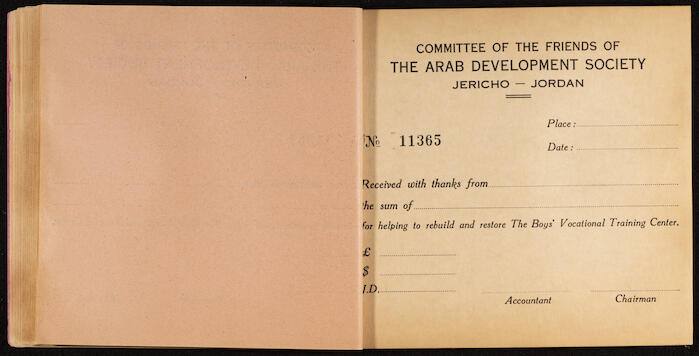 COMMITTEE OF THE FRIENDS OF
THE ARAB DEVELOPMENT SOCIETY
JERICHO — JORDAN
Place:
№ 11365
Date:
Received with thanks from
the sum of
for helping to rebuild and restore The Boys' Vocational Training Center.
£
$
J.D.
Accountant Chairman